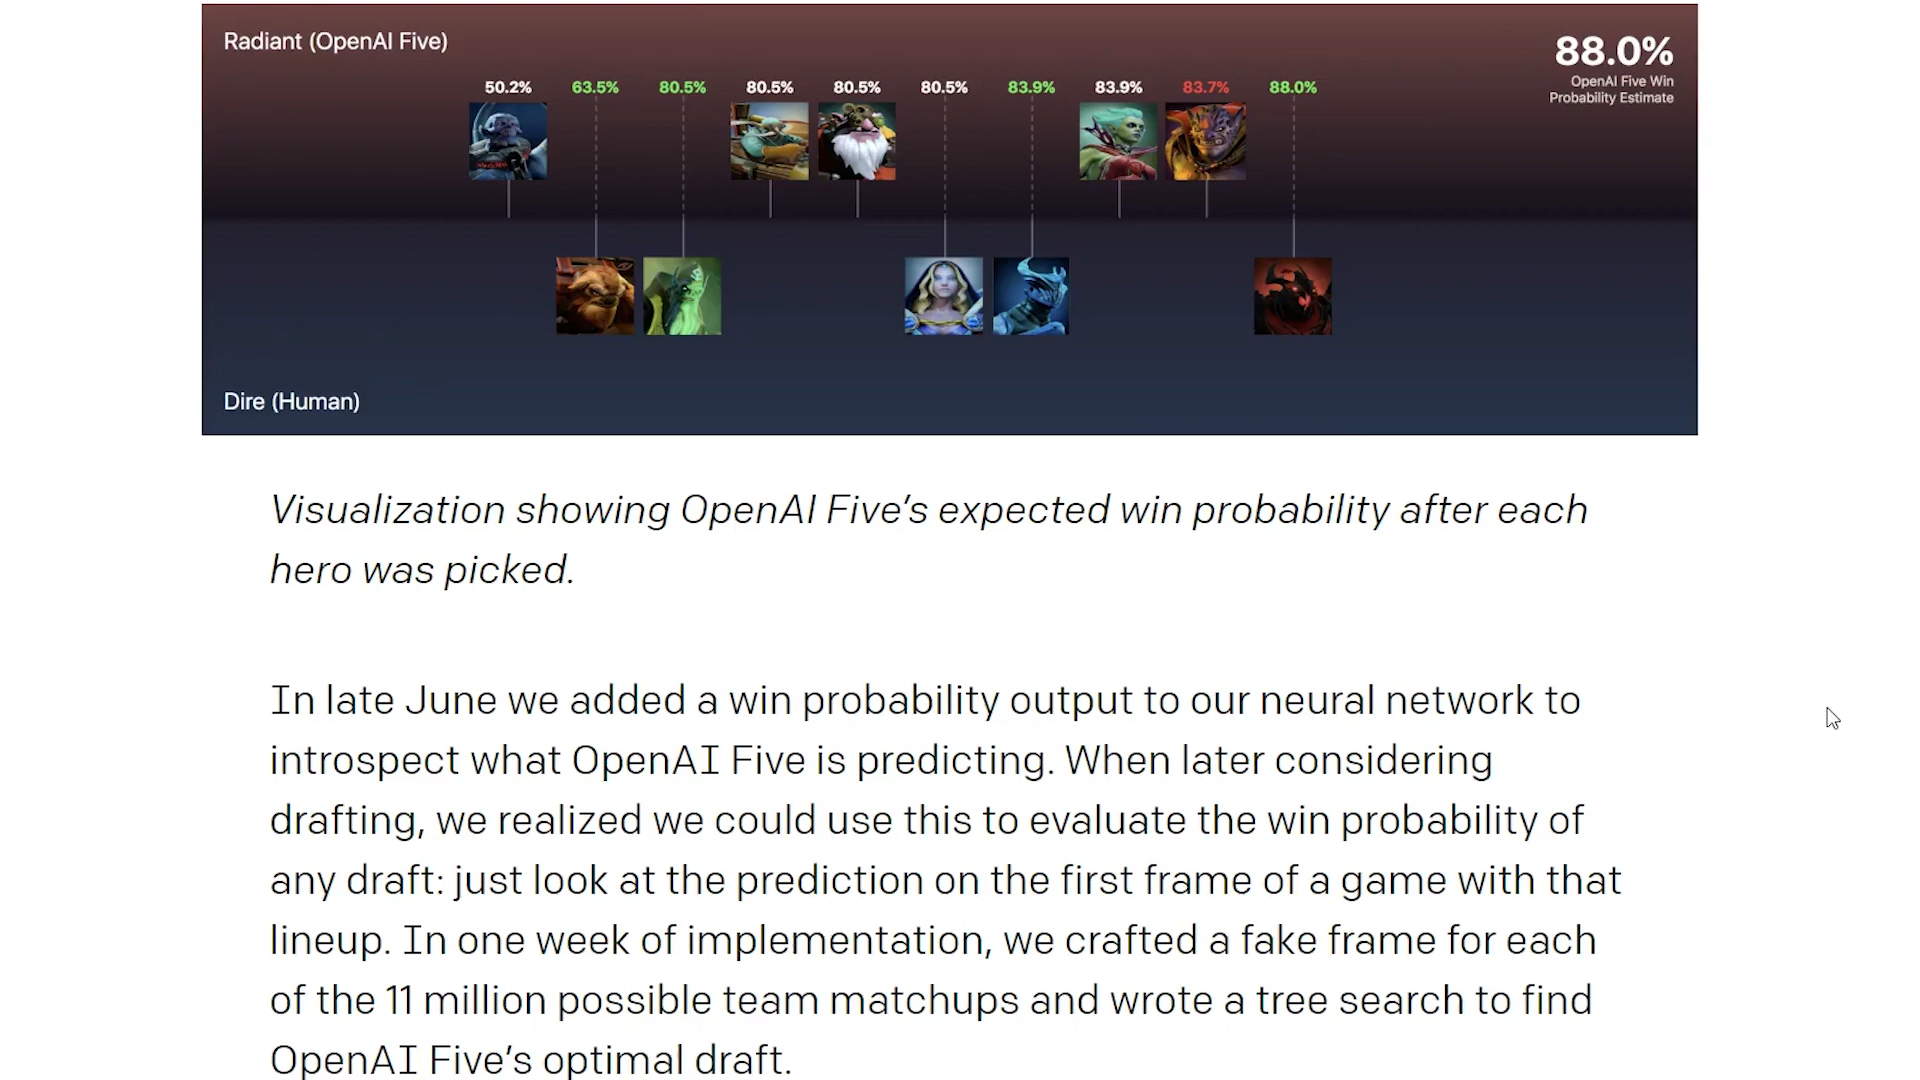 Radiant (OpenAI Five)
88.0%
OpenAI Five Win
Probability Estimate
50.2% 63.5% 80.5% 80.5% 80.5% 80.5% 83.9% 83.9% 83.7% 88.0%
Dire (Human)
Visualization showing OpenAI Five’s expected win probability after each
hero was picked.
In late June we added a win probability output to our neural network to
introspect what OpenAI Five is predicting. When later considering
drafting, we realized we could use this to evaluate the win probability of
any draft: just look at the prediction on the first frame of a game with that
lineup. In one week of implementation, we crafted a fake frame for each
of the 11 million possible team matchups and wrote a tree search to find
OpenAI Five’s optimal draft.